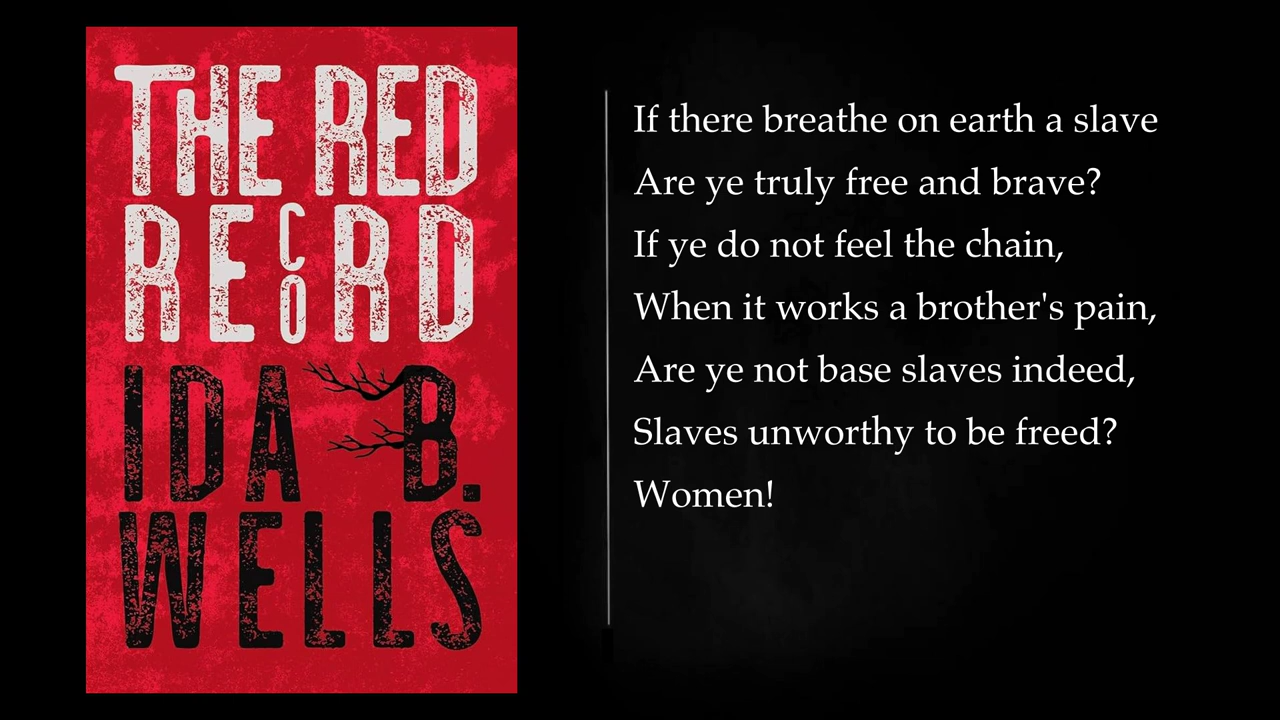 THE RED
RECORD
IDA B.
WELLS
If there breathe on earth a slave
Are ye truly free and brave?
If ye do not feel the chain,
When it works a brother's pain,
Are ye not base slaves indeed,
Slaves unworthy to be freed?
Women!